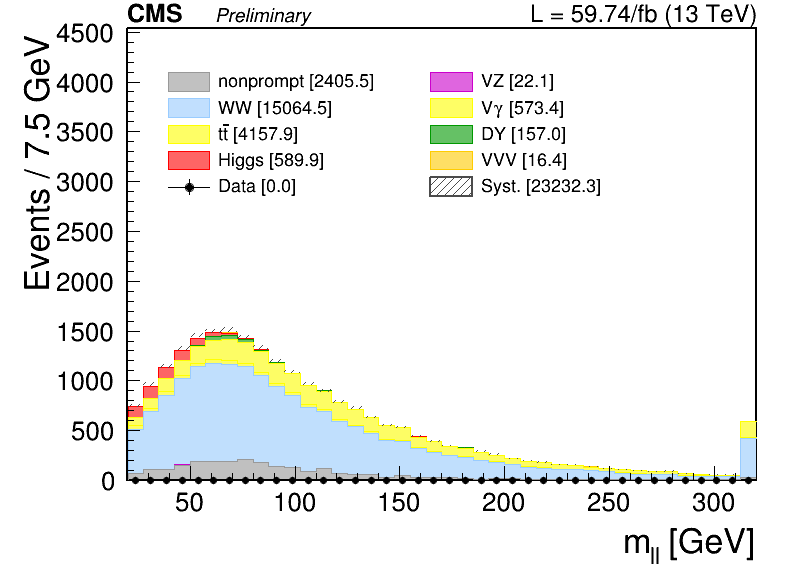 CMS Preliminary L = 59.74/fb (13 TeV)
Events / 7.5 GeV
4500
4000
3500
3000
2500
2000
1500
1000
500
0
nonprompt [2405.5]
WW [15064.5]
tt̄ [4157.9]
Higgs [589.9]
Data [0.0]
VZ [22.1]
Vγ [573.4]
DY [157.0]
VVV [16.4]
Syst. [23232.3]
50 100 150 200 250 300
m_ll [GeV]